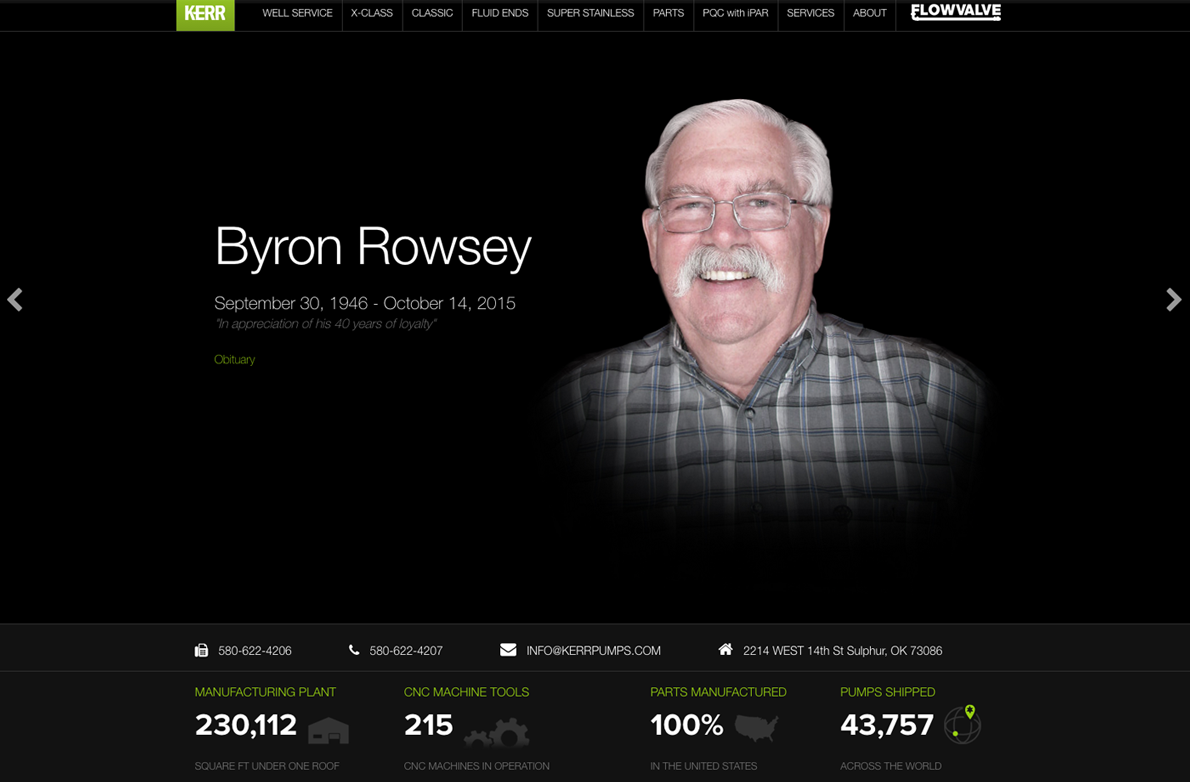 KERR
WELL SERVICE
X-CLASS
CLASSIC
FLUID ENDS
SUPER STAINLESS
PARTS
PQC with iPAR
SERVICES
ABOUT
FLOWVALVE
Byron Rowsey
September 30, 1946 - October 14, 2015
"In appreciation of his 40 years of loyalty"
Obituary
580-622-4206
580-622-4207
INFO@KERRPUMPS.COM
2214 WEST 14th St Sulphur, OK 73086
MANUFACTURING PLANT
230,112
SQUARE FT UNDER ONE ROOF
CNC MACHINE TOOLS
215
CNC MACHINES IN OPERATION
PARTS MANUFACTURED
100%
IN THE UNITED STATES
PUMPS SHIPPED
43,757
ACROSS THE WORLD